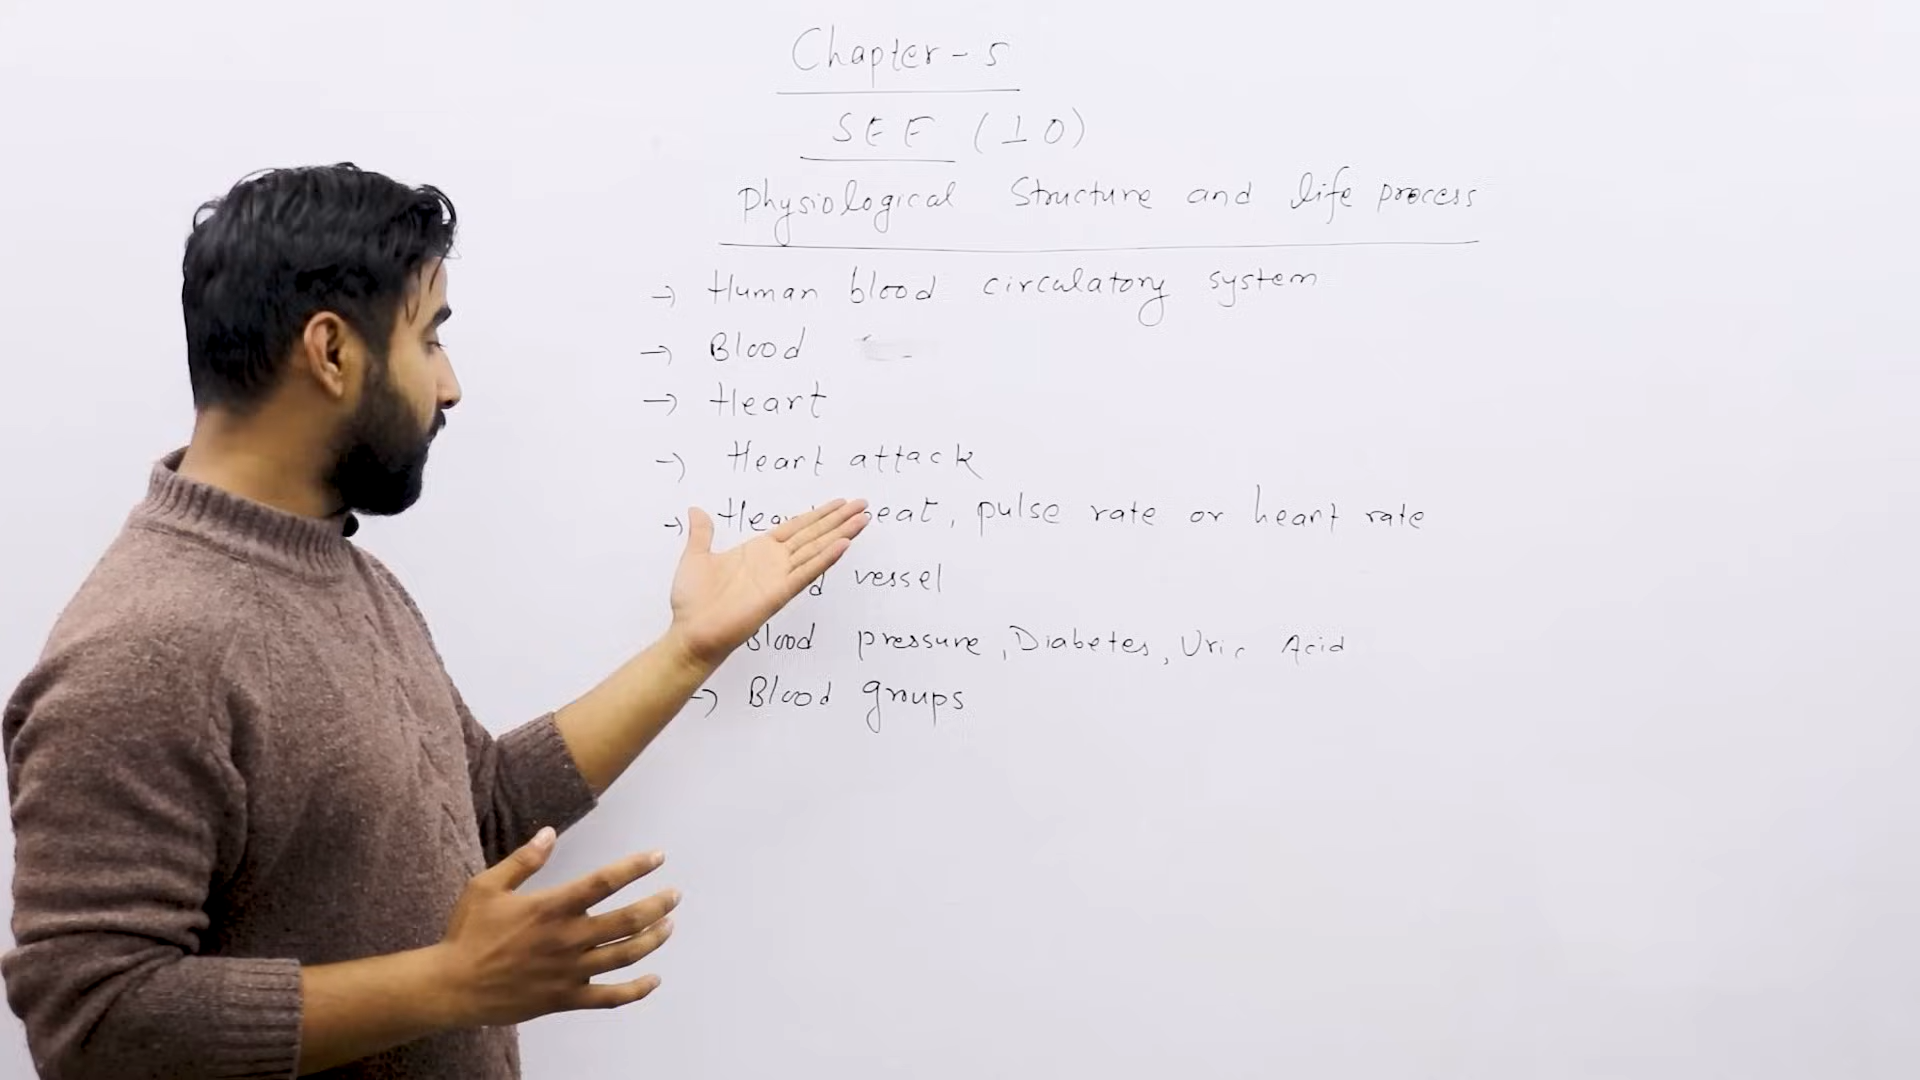 Chapter - 5
SEE (10)
Physiological Structure and life process
→ Human blood circulatory system
→ Blood
→ Heart
→ Heart attack
→ Heart beat, pulse rate or heart rate
vessel
Blood pressure, Diabetes, Uric Acid
→ Blood groups